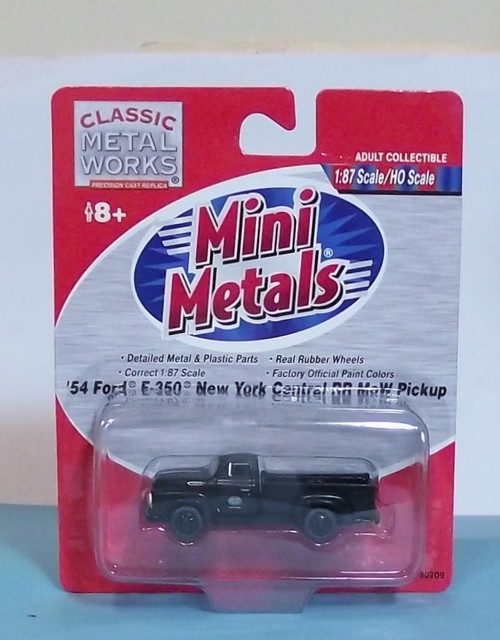 CLASSIC
METAL
WORKS®
PRECISION CAST REPLICA
ADULT COLLECTIBLE
1:87 Scale/HO Scale
8+
Mini
Metals®
• Detailed Metal & Plastic Parts • Real Rubber Wheels
• Correct 1:87 Scale • Factory Official Paint Colors
'54 Ford® E-350® New York Central RR MoW Pickup
30209